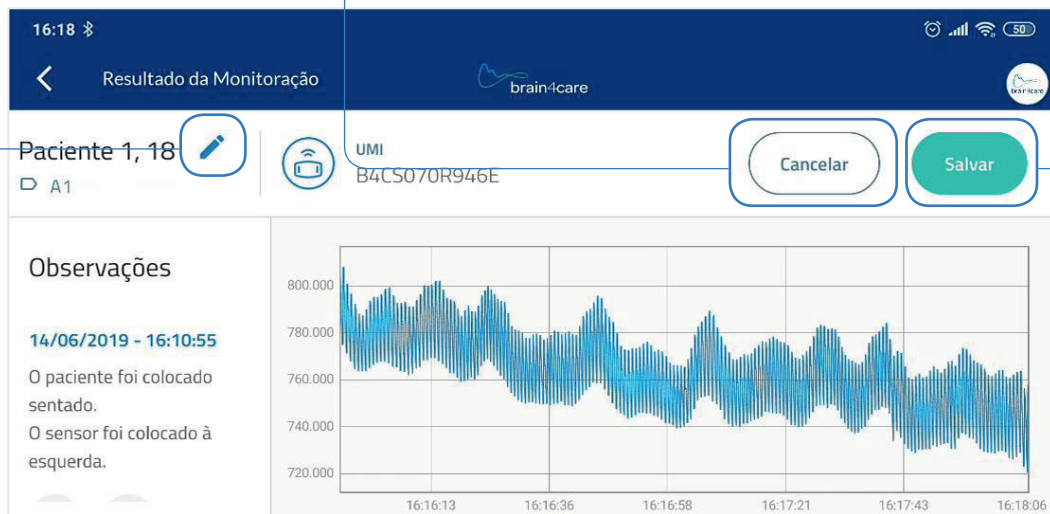 16:18
50
Resultado da Monitoração
brain4care
brain4care
Paciente 1, 18
A1
UMI
B4CS070R946E
Cancelar
Salvar
Observações
14/06/2019 - 16:10:55
O paciente foi colocado
sentado.
O sensor foi colocado à
esquerda.
800.000
780.000
760.000
740.000
720.000
16:16:13
16:16:36
16:16:58
16:17:21
16:17:43
16:18:06